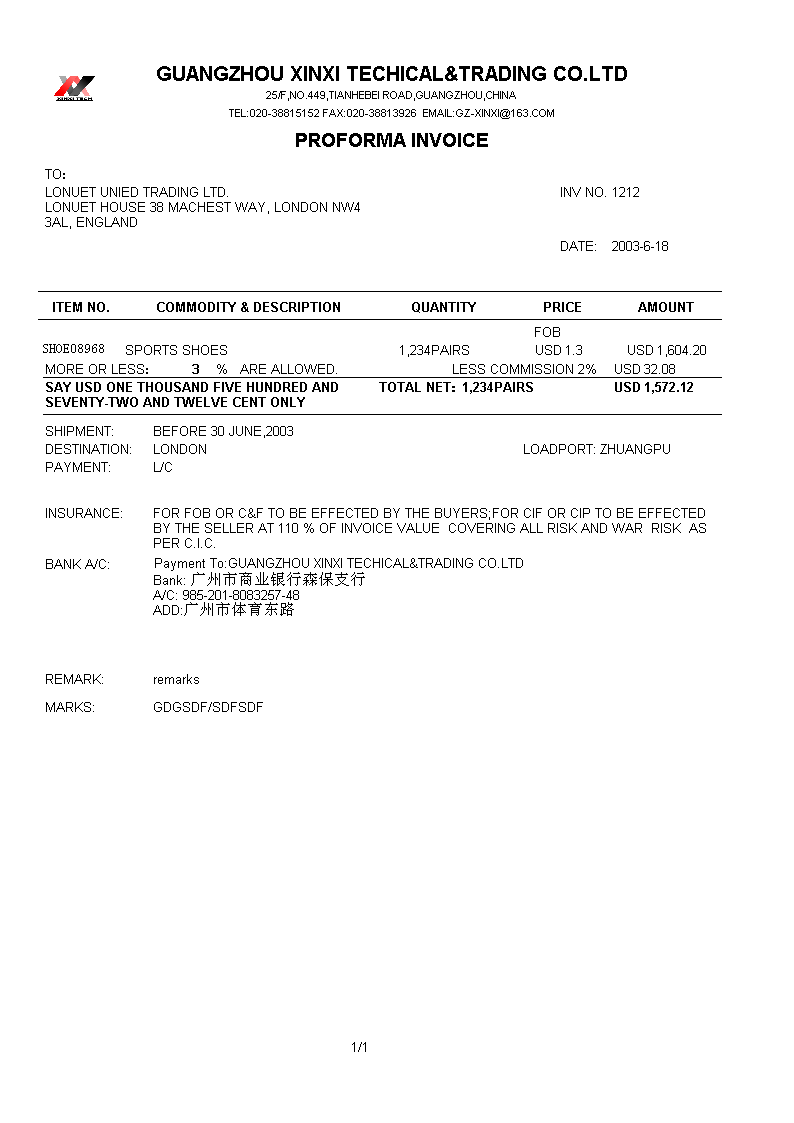 GUANGZHOU XINXI TECHICAL&TRADING CO.LTD
XINXI TECH
25/F,NO.449,TIANHEBEI ROAD,GUANGZHOU,CHINA
TEL:020-38815152 FAX:020-38813926 EMAIL:GZ-XINXI@163.COM
PROFORMA INVOICE
TO:
LONUET UNIED TRADING LTD. INV NO. 1212
LONUET HOUSE 38 MACHEST WAY, LONDON NW4
3AL, ENGLAND
DATE: 2003-6-18
ITEM NO. COMMODITY & DESCRIPTION QUANTITY PRICE AMOUNT
FOB
SHOE08968 SPORTS SHOES 1,234PAIRS USD 1.3 USD 1,604.20
MORE OR LESS: 3 % ARE ALLOWED. LESS COMMISSION 2% USD 32.08
SAY USD ONE THOUSAND FIVE HUNDRED AND TOTAL NET: 1,234PAIRS USD 1,572.12
SEVENTY-TWO AND TWELVE CENT ONLY
SHIPMENT: BEFORE 30 JUNE,2003
DESTINATION: LONDON LOADPORT: ZHUANGPU
PAYMENT: L/C
INSURANCE: FOR FOB OR C&F TO BE EFFECTED BY THE BUYERS;FOR CIF OR CIP TO BE EFFECTED
BY THE SELLER AT 110 % OF INVOICE VALUE COVERING ALL RISK AND WAR RISK AS
PER C.I.C.
BANK A/C: Payment To:GUANGZHOU XINXI TECHICAL&TRADING CO.LTD
Bank: 广州市商业银行森保支行
A/C: 985-201-8083257-48
ADD:广州市体育东路
REMARK: remarks
MARKS: GDGSDF/SDFSDF
1/1